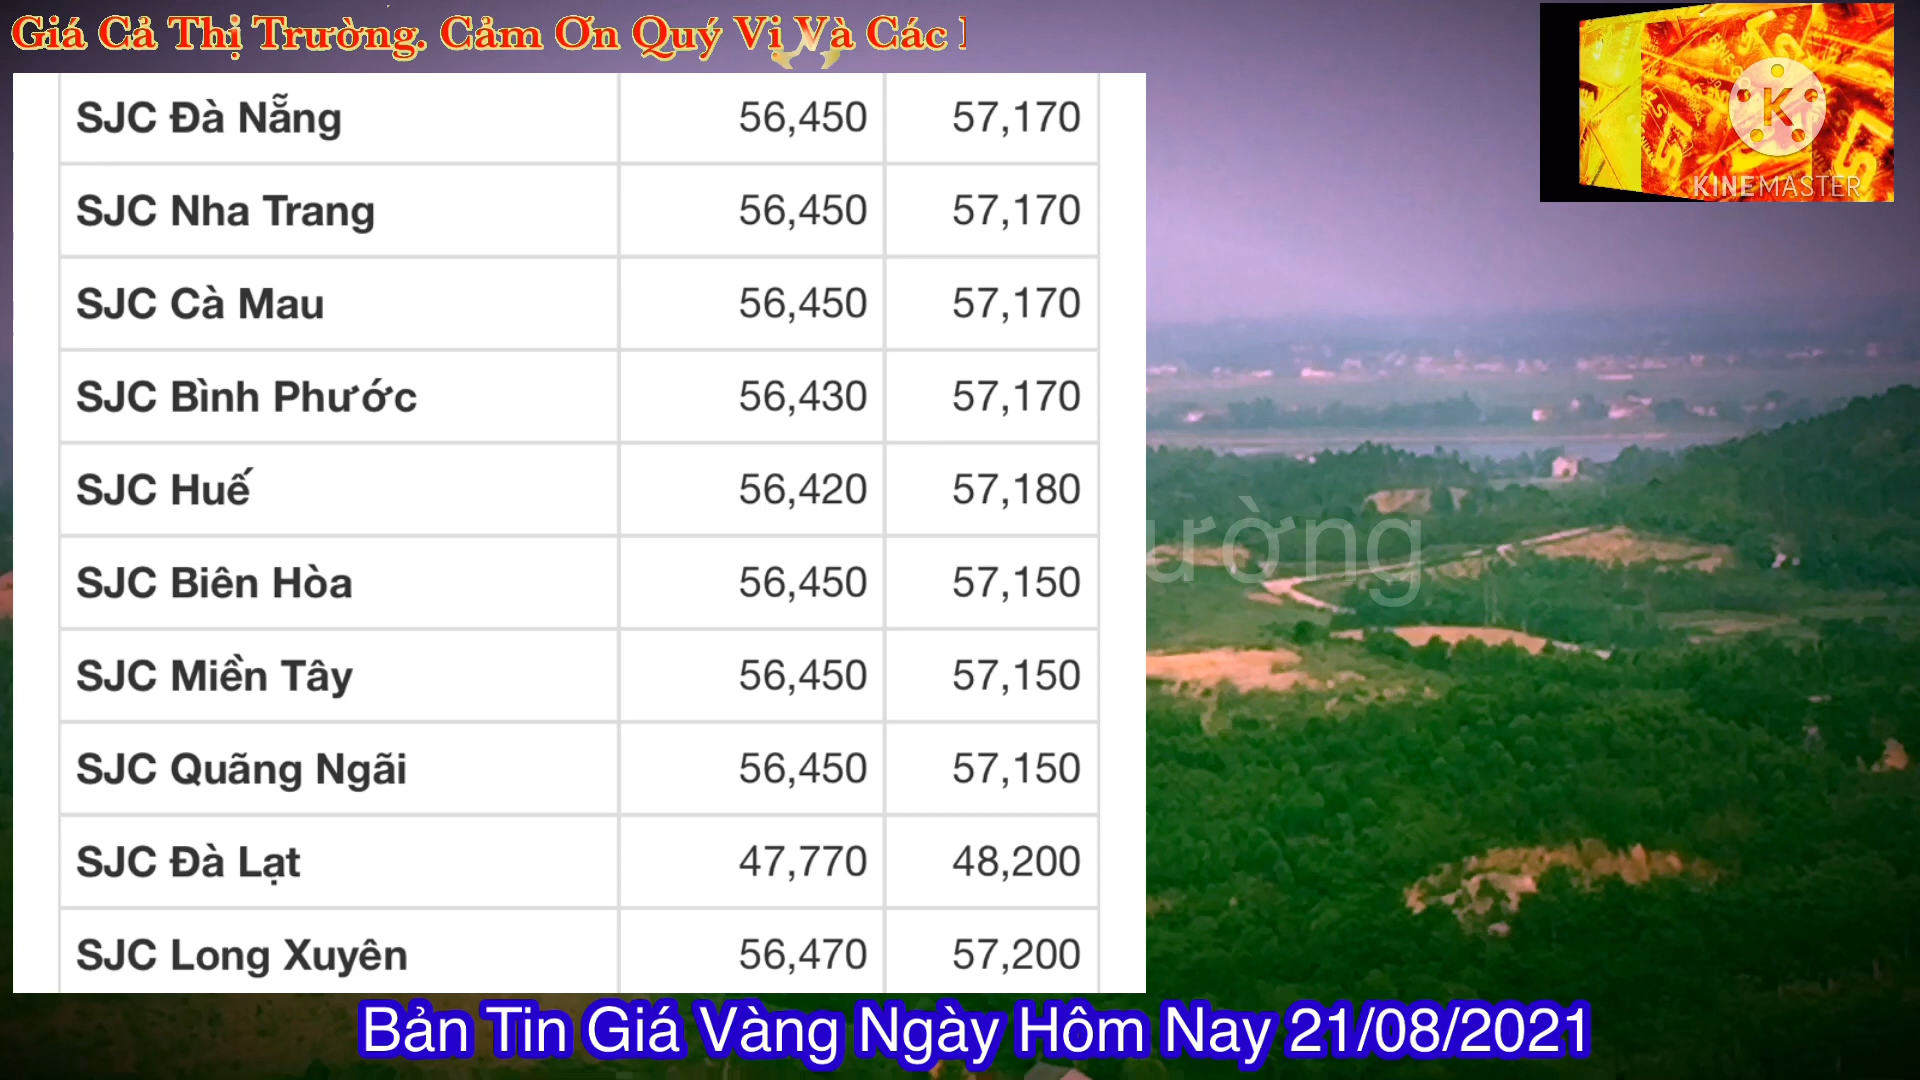 Giá Cả Thị Trường. Cảm Ơn Quý Vị Và Các
KINEMASTER
SJC Đà Nẵng 56,450 57,170
SJC Nha Trang 56,450 57,170
SJC Cà Mau 56,450 57,170
SJC Bình Phước 56,430 57,170
SJC Huế 56,420 57,180
SJC Biên Hòa 56,450 57,150
SJC Miền Tây 56,450 57,150
SJC Quãng Ngãi 56,450 57,150
SJC Đà Lạt 47,770 48,200
SJC Long Xuyên 56,470 57,200
ường
Bản Tin Giá Vàng Ngày Hôm Nay 21/08/2021